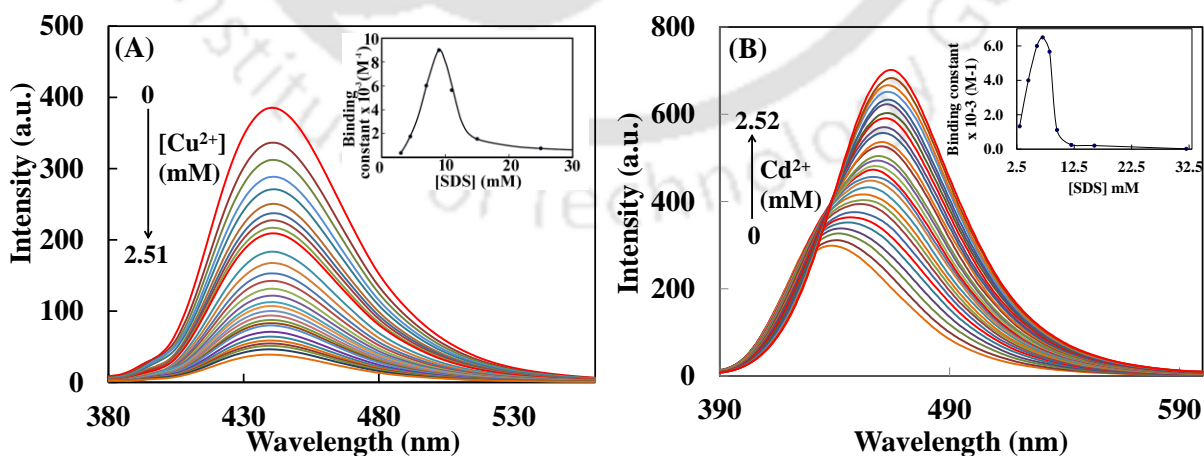 (A)
500
400
300
200
100
0
Intensity (a.u.)
0
[Cu²⁺]
(mM)
2.51
380
430
480
530
Wavelength (nm)
10
8
6
4
2
Binding
constant x 10⁻³(M⁻¹)
0
10
20
30
[SDS] (mM)
(B)
800
600
400
200
0
Intensity (a.u.)
2.52
Cd²⁺
(mM)
0
390
490
590
Wavelength (nm)
6.0
4.0
2.0
0.0
Binding constant
x 10-3 (M-1)
2.5
12.5
22.5
32.5
[SDS] mM
Institu
of Technology G